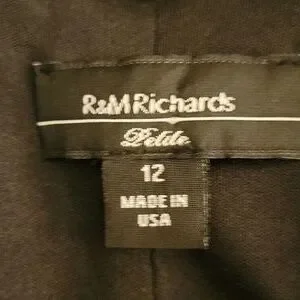 R&M Richards
Petite
12
MADE IN
USA